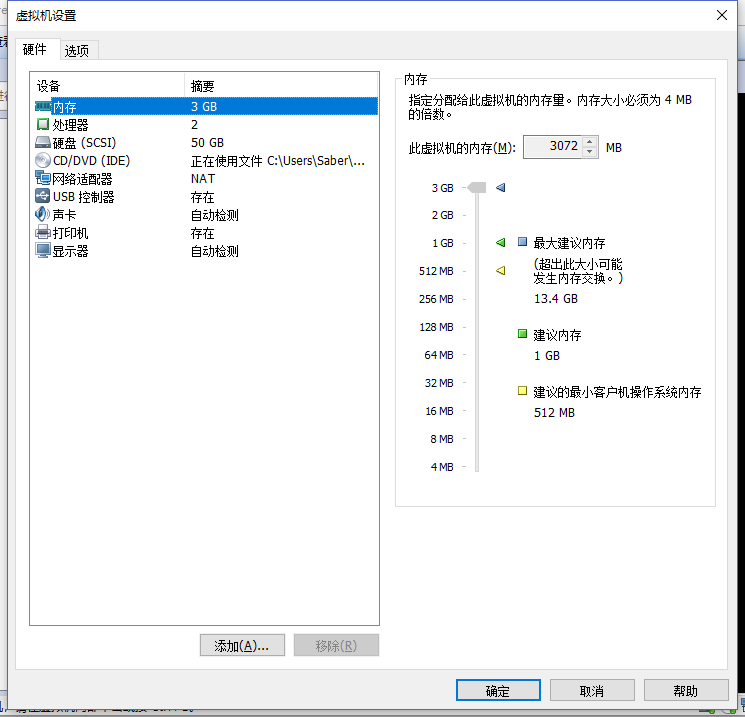 虚拟机设置
硬件 选项
设备 摘要
内存 3 GB
处理器 2
硬盘 (SCSI) 50 GB
CD/DVD (IDE) 正在使用文件 C:\Users\Saber\...
网络适配器 NAT
USB 控制器 存在
声卡 自动检测
打印机 存在
显示器 自动检测
添加(A)... 移除(R)
内存
指定分配给此虚拟机的内存量。内存大小必须为 4 MB
的倍数。
此虚拟机的内存(M): 3072 MB
3 GB
2 GB
1 GB
512 MB
256 MB
128 MB
64 MB
32 MB
16 MB
8 MB
4 MB
最大建议内存
(超出此大小可能
发生内存交换。)
13.4 GB
建议内存
1 GB
建议的最小客户机操作系统内存
512 MB
确定 取消 帮助